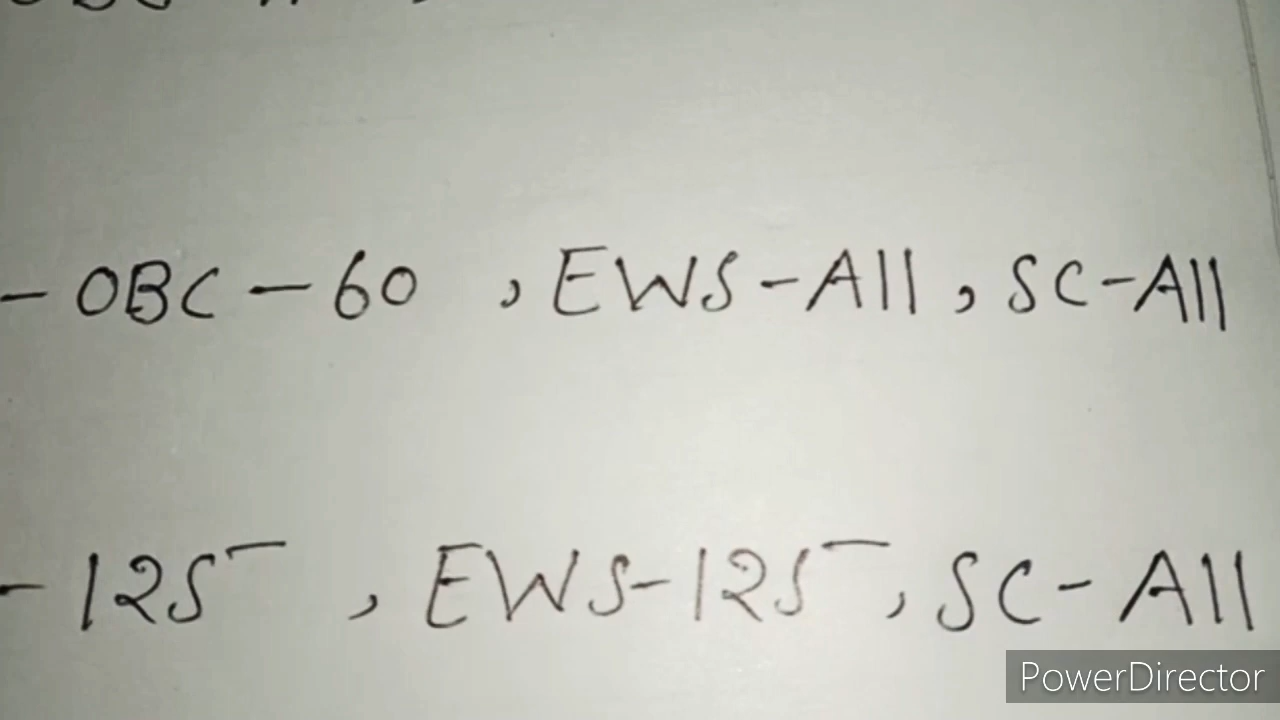 - OBC - 60 , EWS - All , SC - All
- 125 , EWS - 125 , SC - All
PowerDirector